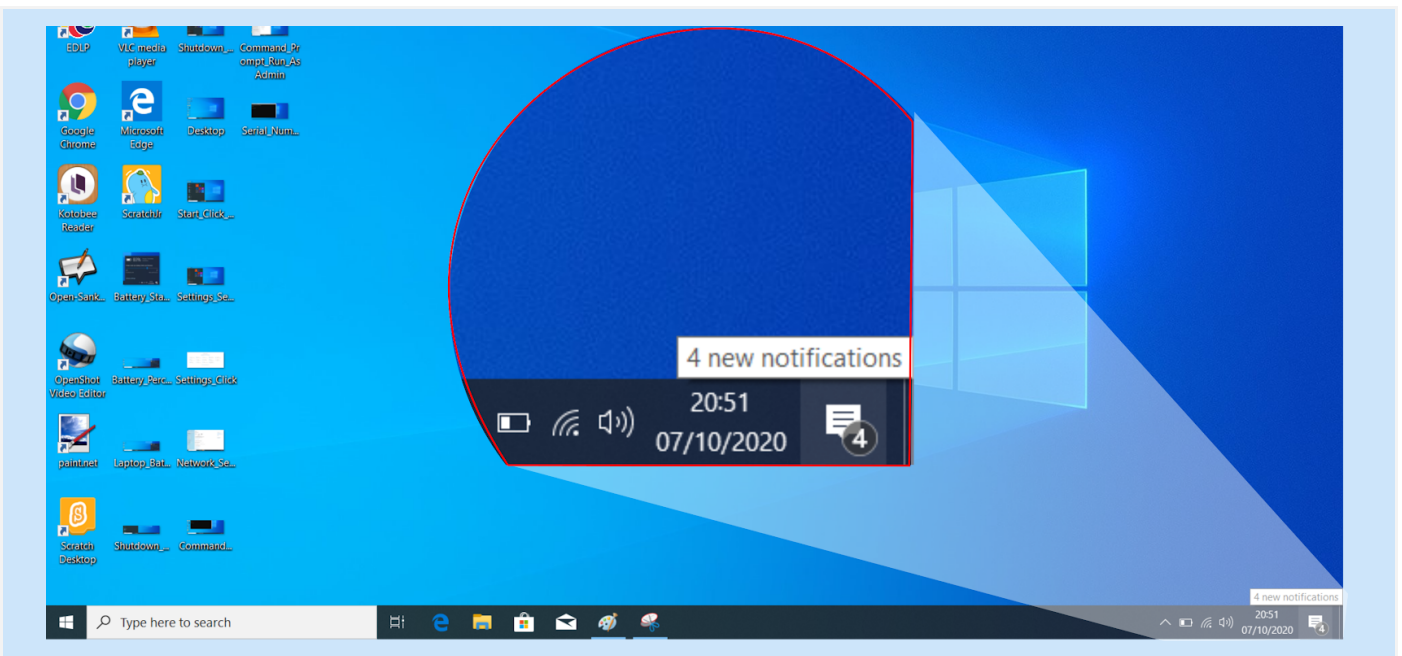 EDLP
VLC media
player
Shutdown_...
Command_Pr
ompt_Run_As
Admin
Google
Chrome
Microsoft
Edge
Desktop
Serial_Num...
Kotobee
Reader
ScratchJr
Start_Click_...
Open-Sank...
Battery_Sta...
Settings_Se...
OpenShot
Video Editor
Battery_Perc...
Settings_Click
paint.net
Laptop_Bat...
Network_Se...
Scratch
Desktop
Shutdown_...
Command...
4 new notifications
20:51
07/10/2020
4
Type here to search
4 new notifications
20:51
07/10/2020
4